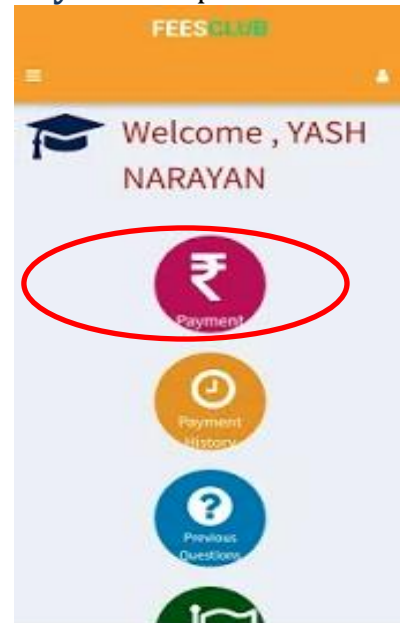 FEESCLUB
Welcome , YASH
NARAYAN
₹
Payment
Payment
History
?
Previous
Questions